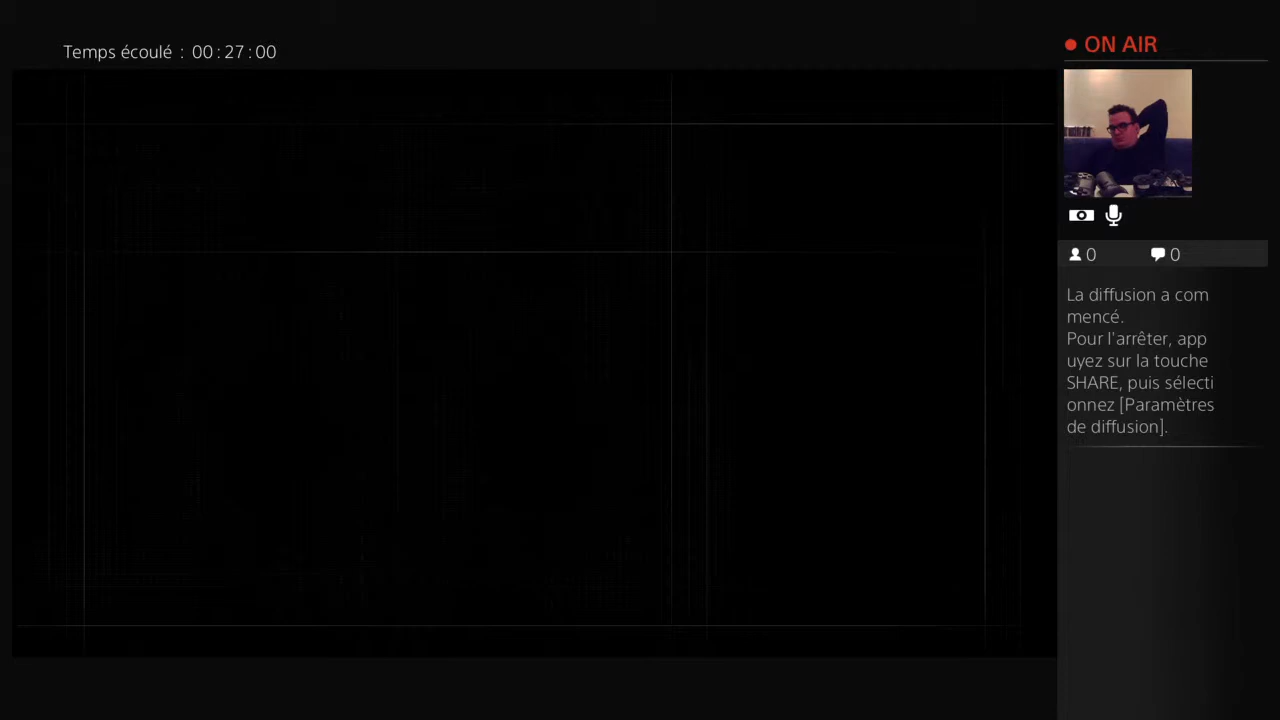 Temps écoulé : 00:27:00
ON AIR
0 0
La diffusion a com
mencé.
Pour l'arrêter, app
uyez sur la touche
SHARE, puis sélecti
onnez [Paramètres
de diffusion].